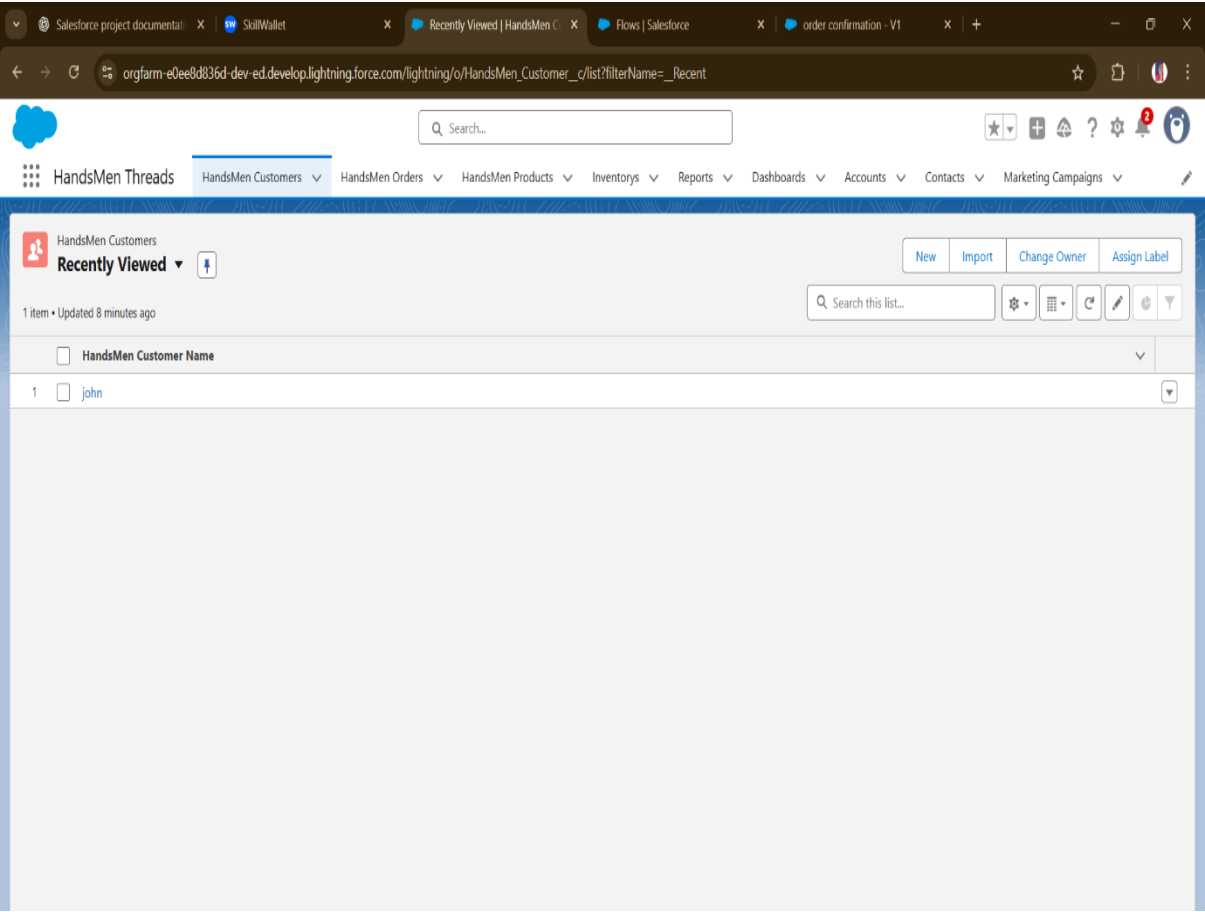 Salesforce project documentati
SkillWallet
Recently Viewed | HandsMen C
Flows | Salesforce
order confirmation - V1
orgfarm-e0ee8d836d-dev-ed.develop.lightning.force.com/lightning/o/HandsMen_Customer__c/list?filterName=__Recent
Search...
2
HandsMen Threads
HandsMen Customers
HandsMen Orders
HandsMen Products
Inventorys
Reports
Dashboards
Accounts
Contacts
Marketing Campaigns
HandsMen Customers
Recently Viewed
New
Import
Change Owner
Assign Label
1 item • Updated 8 minutes ago
Search this list...
HandsMen Customer Name
1 john